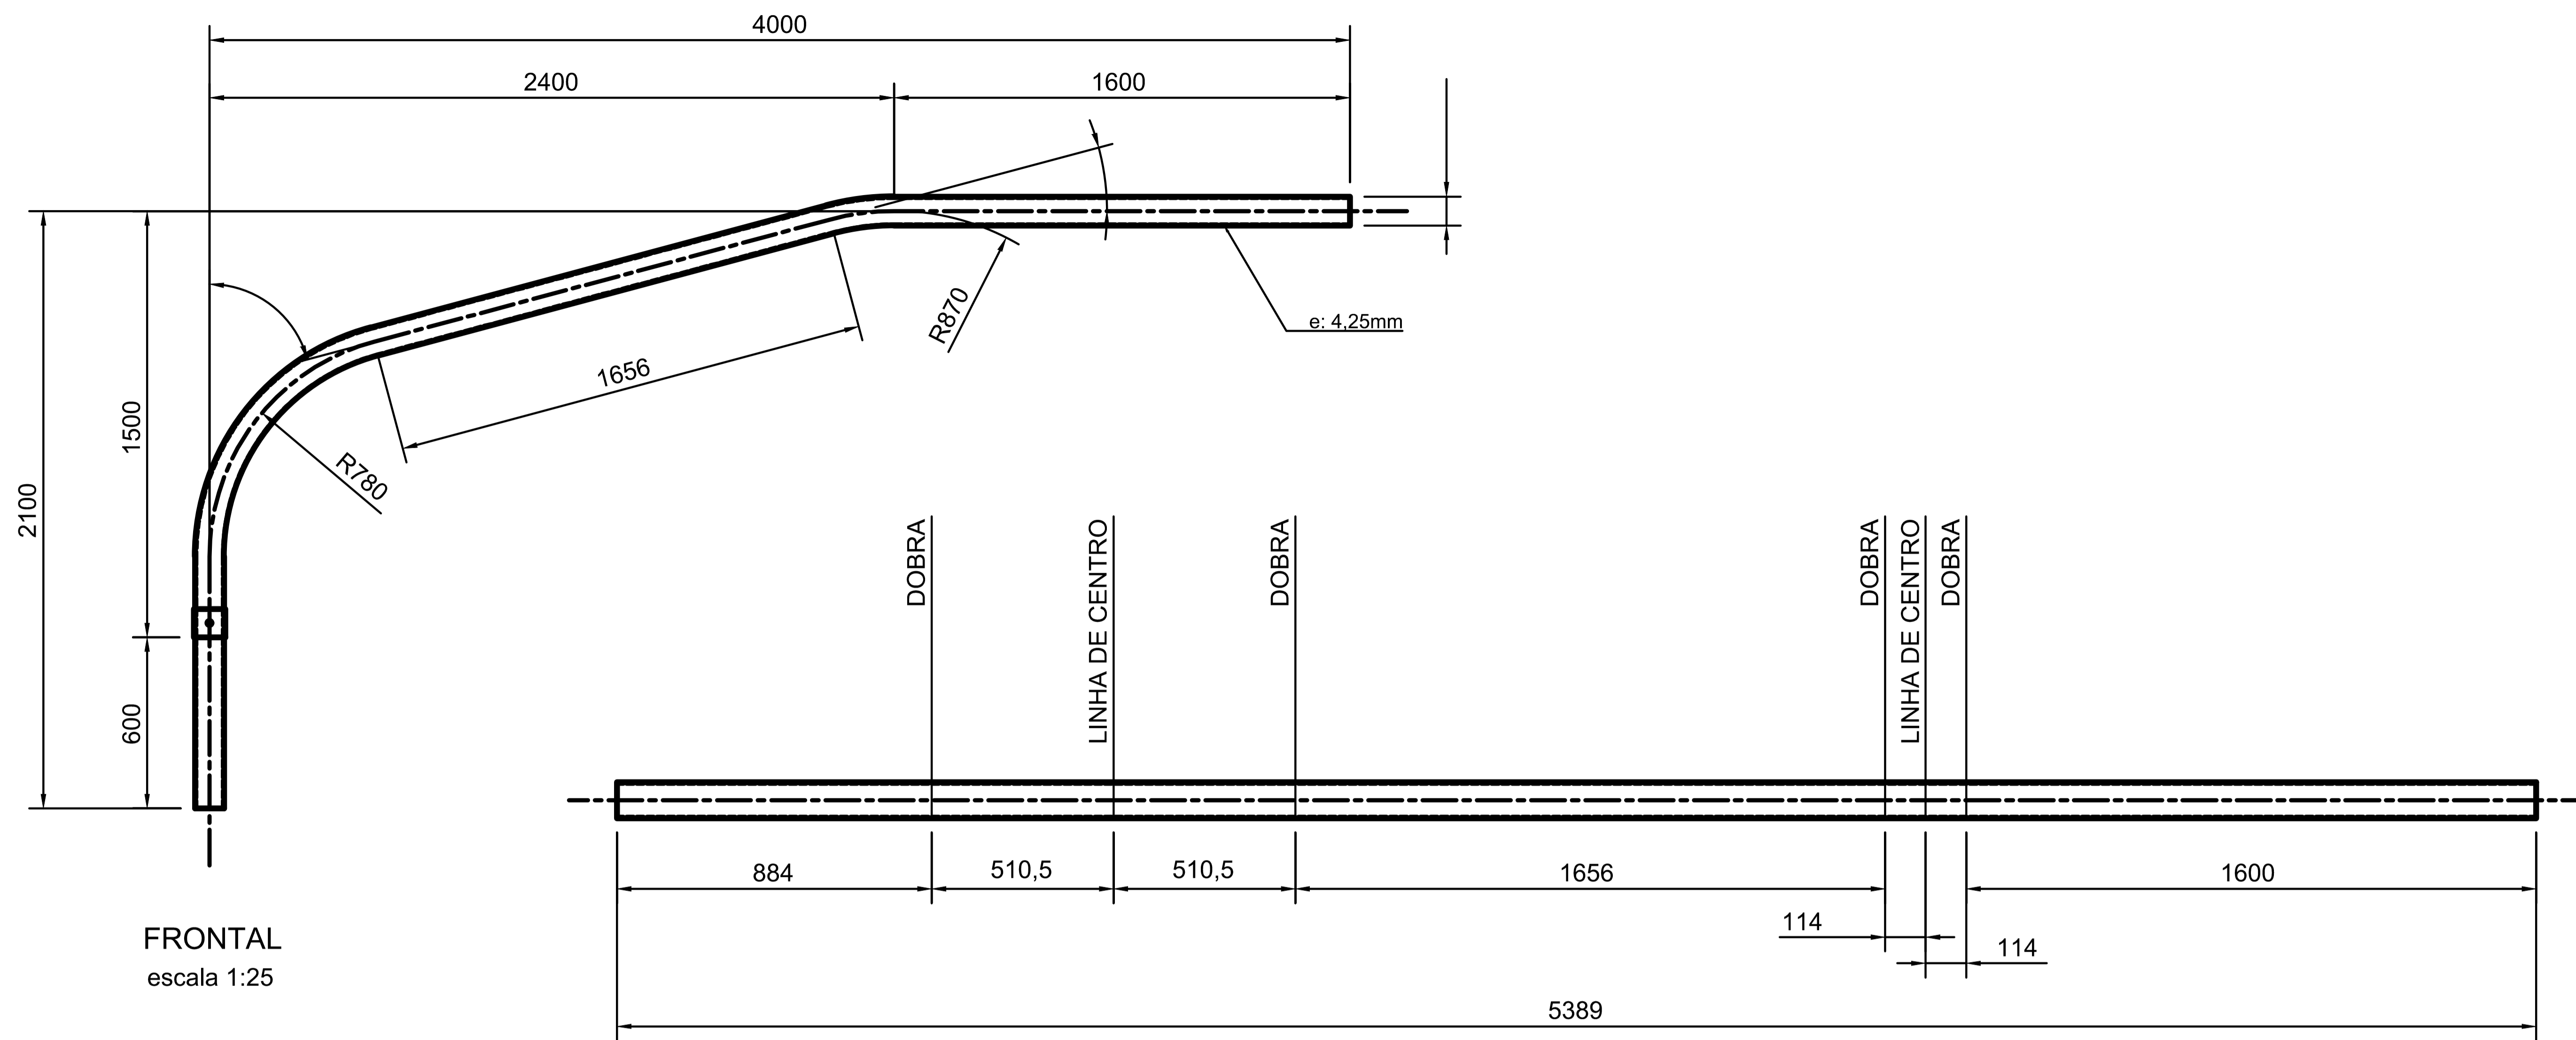 4000
2400
1600
R870
e: 4,25mm
1656
1500
R780
2100
600
DOBRA
LINHA DE CENTRO
DOBRA
DOBRA
LINHA DE CENTRO
DOBRA
884
510,5
510,5
1656
1600
114
114
FRONTAL
escala 1:25
5389